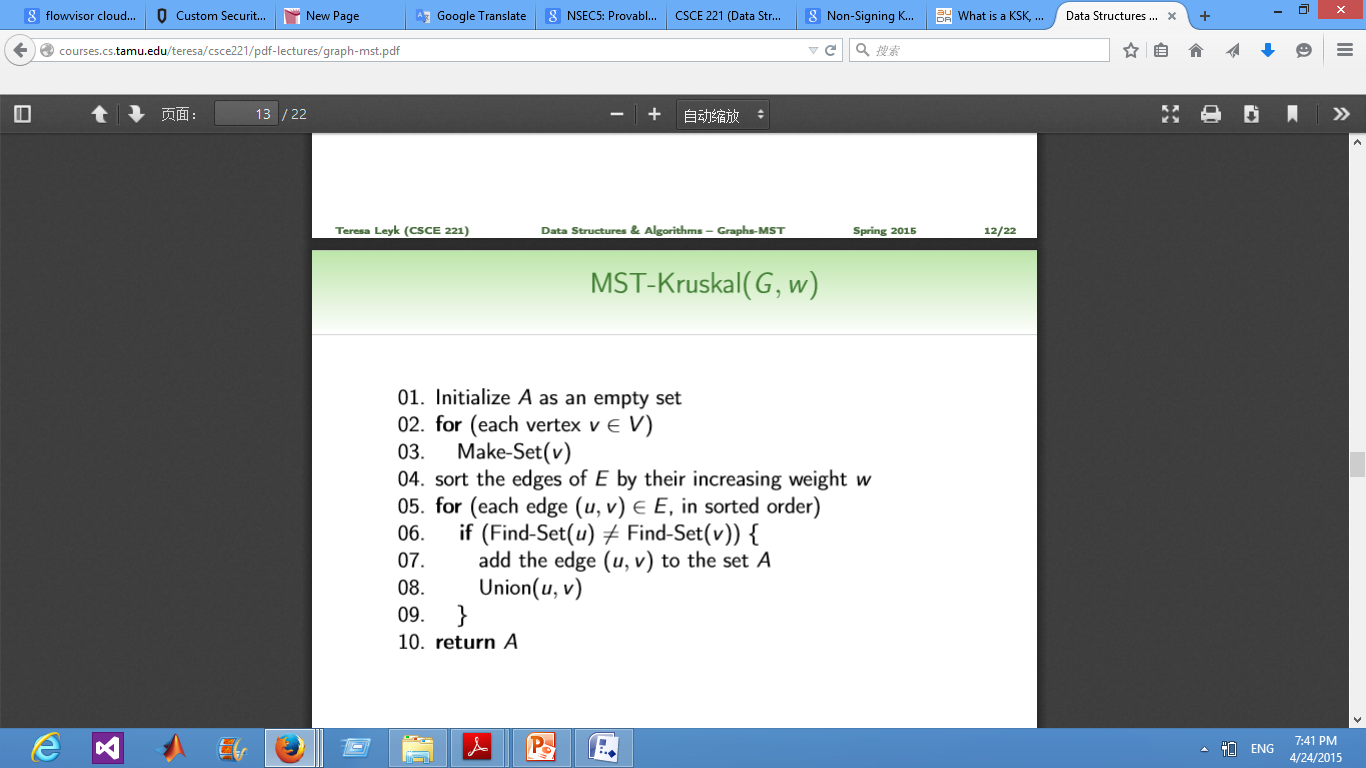 flowvisor cloud... Custom Securit... New Page Google Translate NSEC5: Provabl... CSCE 221 (Data Str... Non-Signing K... What is a KSK, ... Data Structures ...
courses.cs.tamu.edu/teresa/csce221/pdf-lectures/graph-mst.pdf 搜索
页面： 13 / 22 自动缩放
Teresa Leyk (CSCE 221) Data Structures & Algorithms – Graphs-MST Spring 2015 12/22
MST-Kruskal(G, w)
01. Initialize A as an empty set
02. for (each vertex v ∈ V)
03. Make-Set(v)
04. sort the edges of E by their increasing weight w
05. for (each edge (u, v) ∈ E, in sorted order)
06. if (Find-Set(u) ≠ Find-Set(v)) {
07. add the edge (u, v) to the set A
08. Union(u, v)
09. }
10. return A
ENG 7:41 PM
4/24/2015